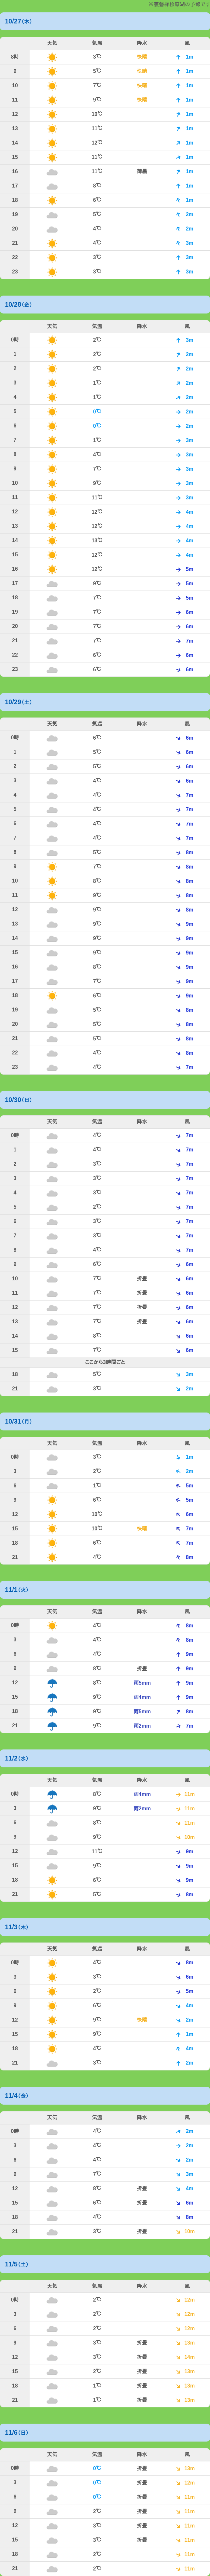 の予報です
10/27(木)
天気 気温 降水 風
8時 3℃ 快晴 1m
9 5℃ 快晴 1m
10 7℃ 快晴 1m
11 9℃ 快晴 1m
12 10℃ 1m
13 11℃ 1m
14 12℃ 1m
15 11℃ 1m
16 11℃ 薄曇 1m
17 8℃ 1m
18 6℃ 1m
19 5℃ 2m
20 4℃ 2m
21 4℃ 3m
22 3℃ 3m
23 3℃ 3m
10/28(金)
天気 気温 降水 風
0時 2℃ 3m
1 2℃ 2m
2 2℃ 2m
3 1℃ 2m
4 1℃ 2m
5 0℃ 2m
6 0℃ 2m
7 1℃ 3m
8 4℃ 3m
9 7℃ 3m
10 9℃ 3m
11 11℃ 3m
12 12℃ 4m
13 12℃ 4m
14 13℃ 4m
15 12℃ 4m
16 12℃ 5m
17 9℃ 5m
18 7℃ 5m
19 7℃ 6m
20 7℃ 6m
21 7℃ 7m
22 6℃ 6m
23 6℃ 6m
10/29(土)
天気 気温 降水 風
0時 6℃ 6m
1 5℃ 6m
2 5℃ 6m
3 4℃ 6m
4 4℃ 7m
5 4℃ 7m
6 4℃ 7m
7 4℃ 7m
8 5℃ 8m
9 7℃ 8m
10 8℃ 8m
11 9℃ 8m
12 9℃ 8m
13 9℃ 9m
14 9℃ 9m
15 9℃ 9m
16 8℃ 9m
17 7℃ 9m
18 6℃ 9m
19 5℃ 8m
20 5℃ 8m
21 5℃ 8m
22 4℃ 8m
23 4℃ 7m
10/30(日)
天気 気温 降水 風
0時 4℃ 7m
1 4℃ 7m
2 3℃ 7m
3 3℃ 7m
4 3℃ 7m
5 2℃ 7m
6 3℃ 7m
7 3℃ 7m
8 4℃ 7m
9 6℃ 6m
10 7℃ 折畳 6m
11 7℃ 折畳 6m
12 7℃ 折畳 6m
13 7℃ 折畳 6m
14 8℃ 6m
15 7℃ 6m
ここから3時間ごと
18 5℃ 3m
21 3℃ 2m
10/31(月)
天気 気温 降水 風
0時 3℃ 1m
3 2℃ 2m
6 1℃ 5m
9 6℃ 5m
12 10℃ 6m
15 10℃ 快晴 7m
18 6℃ 7m
21 4℃ 8m
11/1(火)
天気 気温 降水 風
0時 4℃ 8m
3 4℃ 8m
6 4℃ 9m
9 8℃ 折畳 9m
12 8℃ 雨5mm 9m
15 9℃ 雨4mm 9m
18 9℃ 雨5mm 8m
21 9℃ 雨2mm 7m
11/2(水)
天気 気温 降水 風
0時 8℃ 雨4mm 11m
3 9℃ 雨2mm 11m
6 8℃ 11m
9 9℃ 10m
12 11℃ 9m
15 9℃ 9m
18 6℃ 9m
21 5℃ 8m
11/3(木)
天気 気温 降水 風
0時 4℃ 8m
3 3℃ 6m
6 2℃ 5m
9 6℃ 4m
12 9℃ 快晴 2m
15 9℃ 1m
18 4℃ 4m
21 3℃ 2m
11/4(金)
天気 気温 降水 風
0時 4℃ 2m
3 4℃ 2m
6 4℃ 2m
9 7℃ 3m
12 8℃ 折畳 4m
15 6℃ 折畳 6m
18 4℃ 8m
21 3℃ 折畳 10m
11/5(土)
天気 気温 降水 風
0時 2℃ 12m
3 2℃ 12m
6 2℃ 12m
9 3℃ 折畳 13m
12 3℃ 折畳 14m
15 2℃ 折畳 13m
18 1℃ 折畳 13m
21 1℃ 折畳 13m
11/6(日)
天気 気温 降水 風
0時 0℃ 折畳 13m
3 0℃ 折畳 12m
6 0℃ 折畳 11m
9 2℃ 折畳 11m
12 3℃ 折畳 11m
15 3℃ 折畳 11m
18 2℃ 11m
21 2℃ 11m